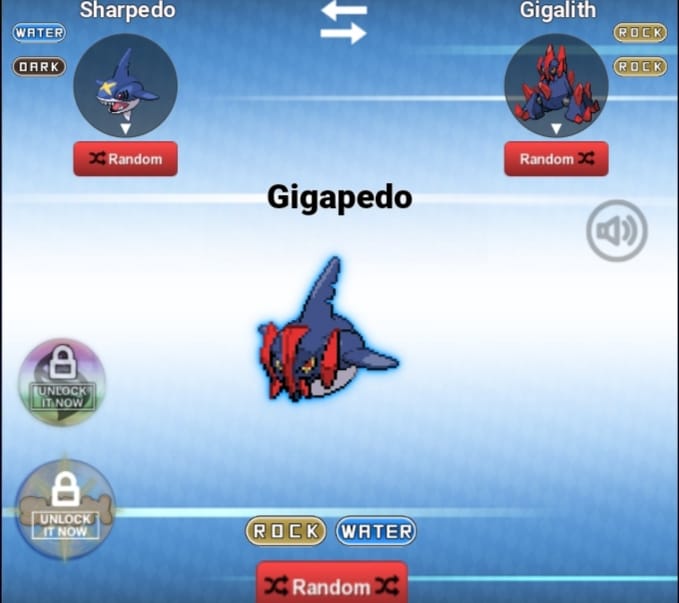 Sharpedo
Gigalith
WATER
DARK
ROCK
ROCK
Random
Random
Gigapedo
UNLOCK
IT NOW
UNLOCK
IT NOW
ROCK WATER
Random